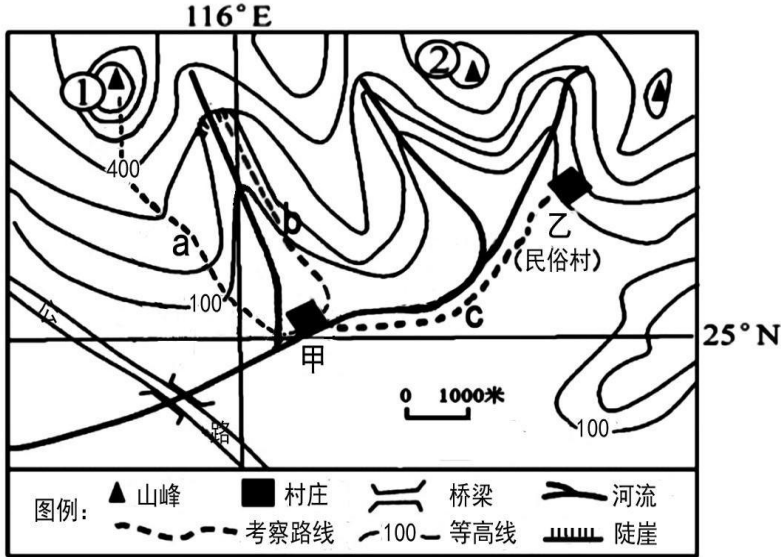 116°E
① ②
400
a b
乙
(民俗村)
100
公
c
甲
25°N
0 1000米
路
100
图例： 山峰 村庄 桥梁 河流
考察路线 100 等高线 陡崖